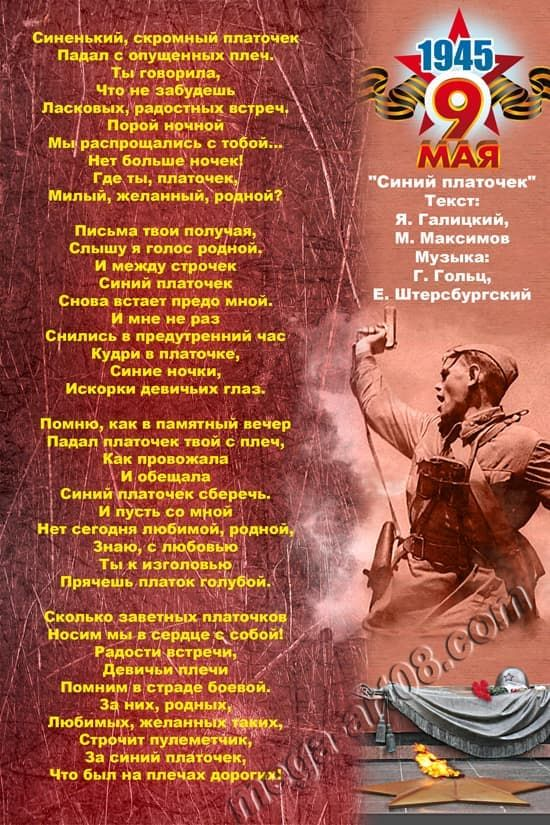 Синенький, скромный платочек
Падал с опущенных плеч.
Ты говорила,
Что не забудешь
Ласковых, радостных встреч.
Порой ночной
Мы распрощались с тобой...
Нет больше ночек!
Где ты, платочек,
Милый, желанный, родной?
Письма твои получая,
Слышу я голос родной.
И между строчек
Синий платочек
Снова встает предо мной.
И мне не раз
Снились в предутренний час
Кудри в платочке,
Синие ночки,
Искорки девичьих глаз.
Помню, как в памятный вечер
Падал платочек твой с плеч,
Как провожала
И обещала
Синий платочек сберечь.
И пусть со мной
Нет сегодня любимой, родной,
Знаю, с любовью
Ты к изголовью
Прячешь платок голубой.
Сколько заветных платочков
Носим мы в сердце с собой!
Радости встречи,
Девичьи плечи
Помним в страде боевой.
За них, родных,
Любимых, желанных таких,
Строчит пулеметчик,
За синий платочек,
Что был на плечах дорогих!
1945
9
МАЯ
"Синий платочек"
Текст:
Я. Галицкий,
М. Максимов
Музыка:
Г. Гольц,
Е. Штерсбургский